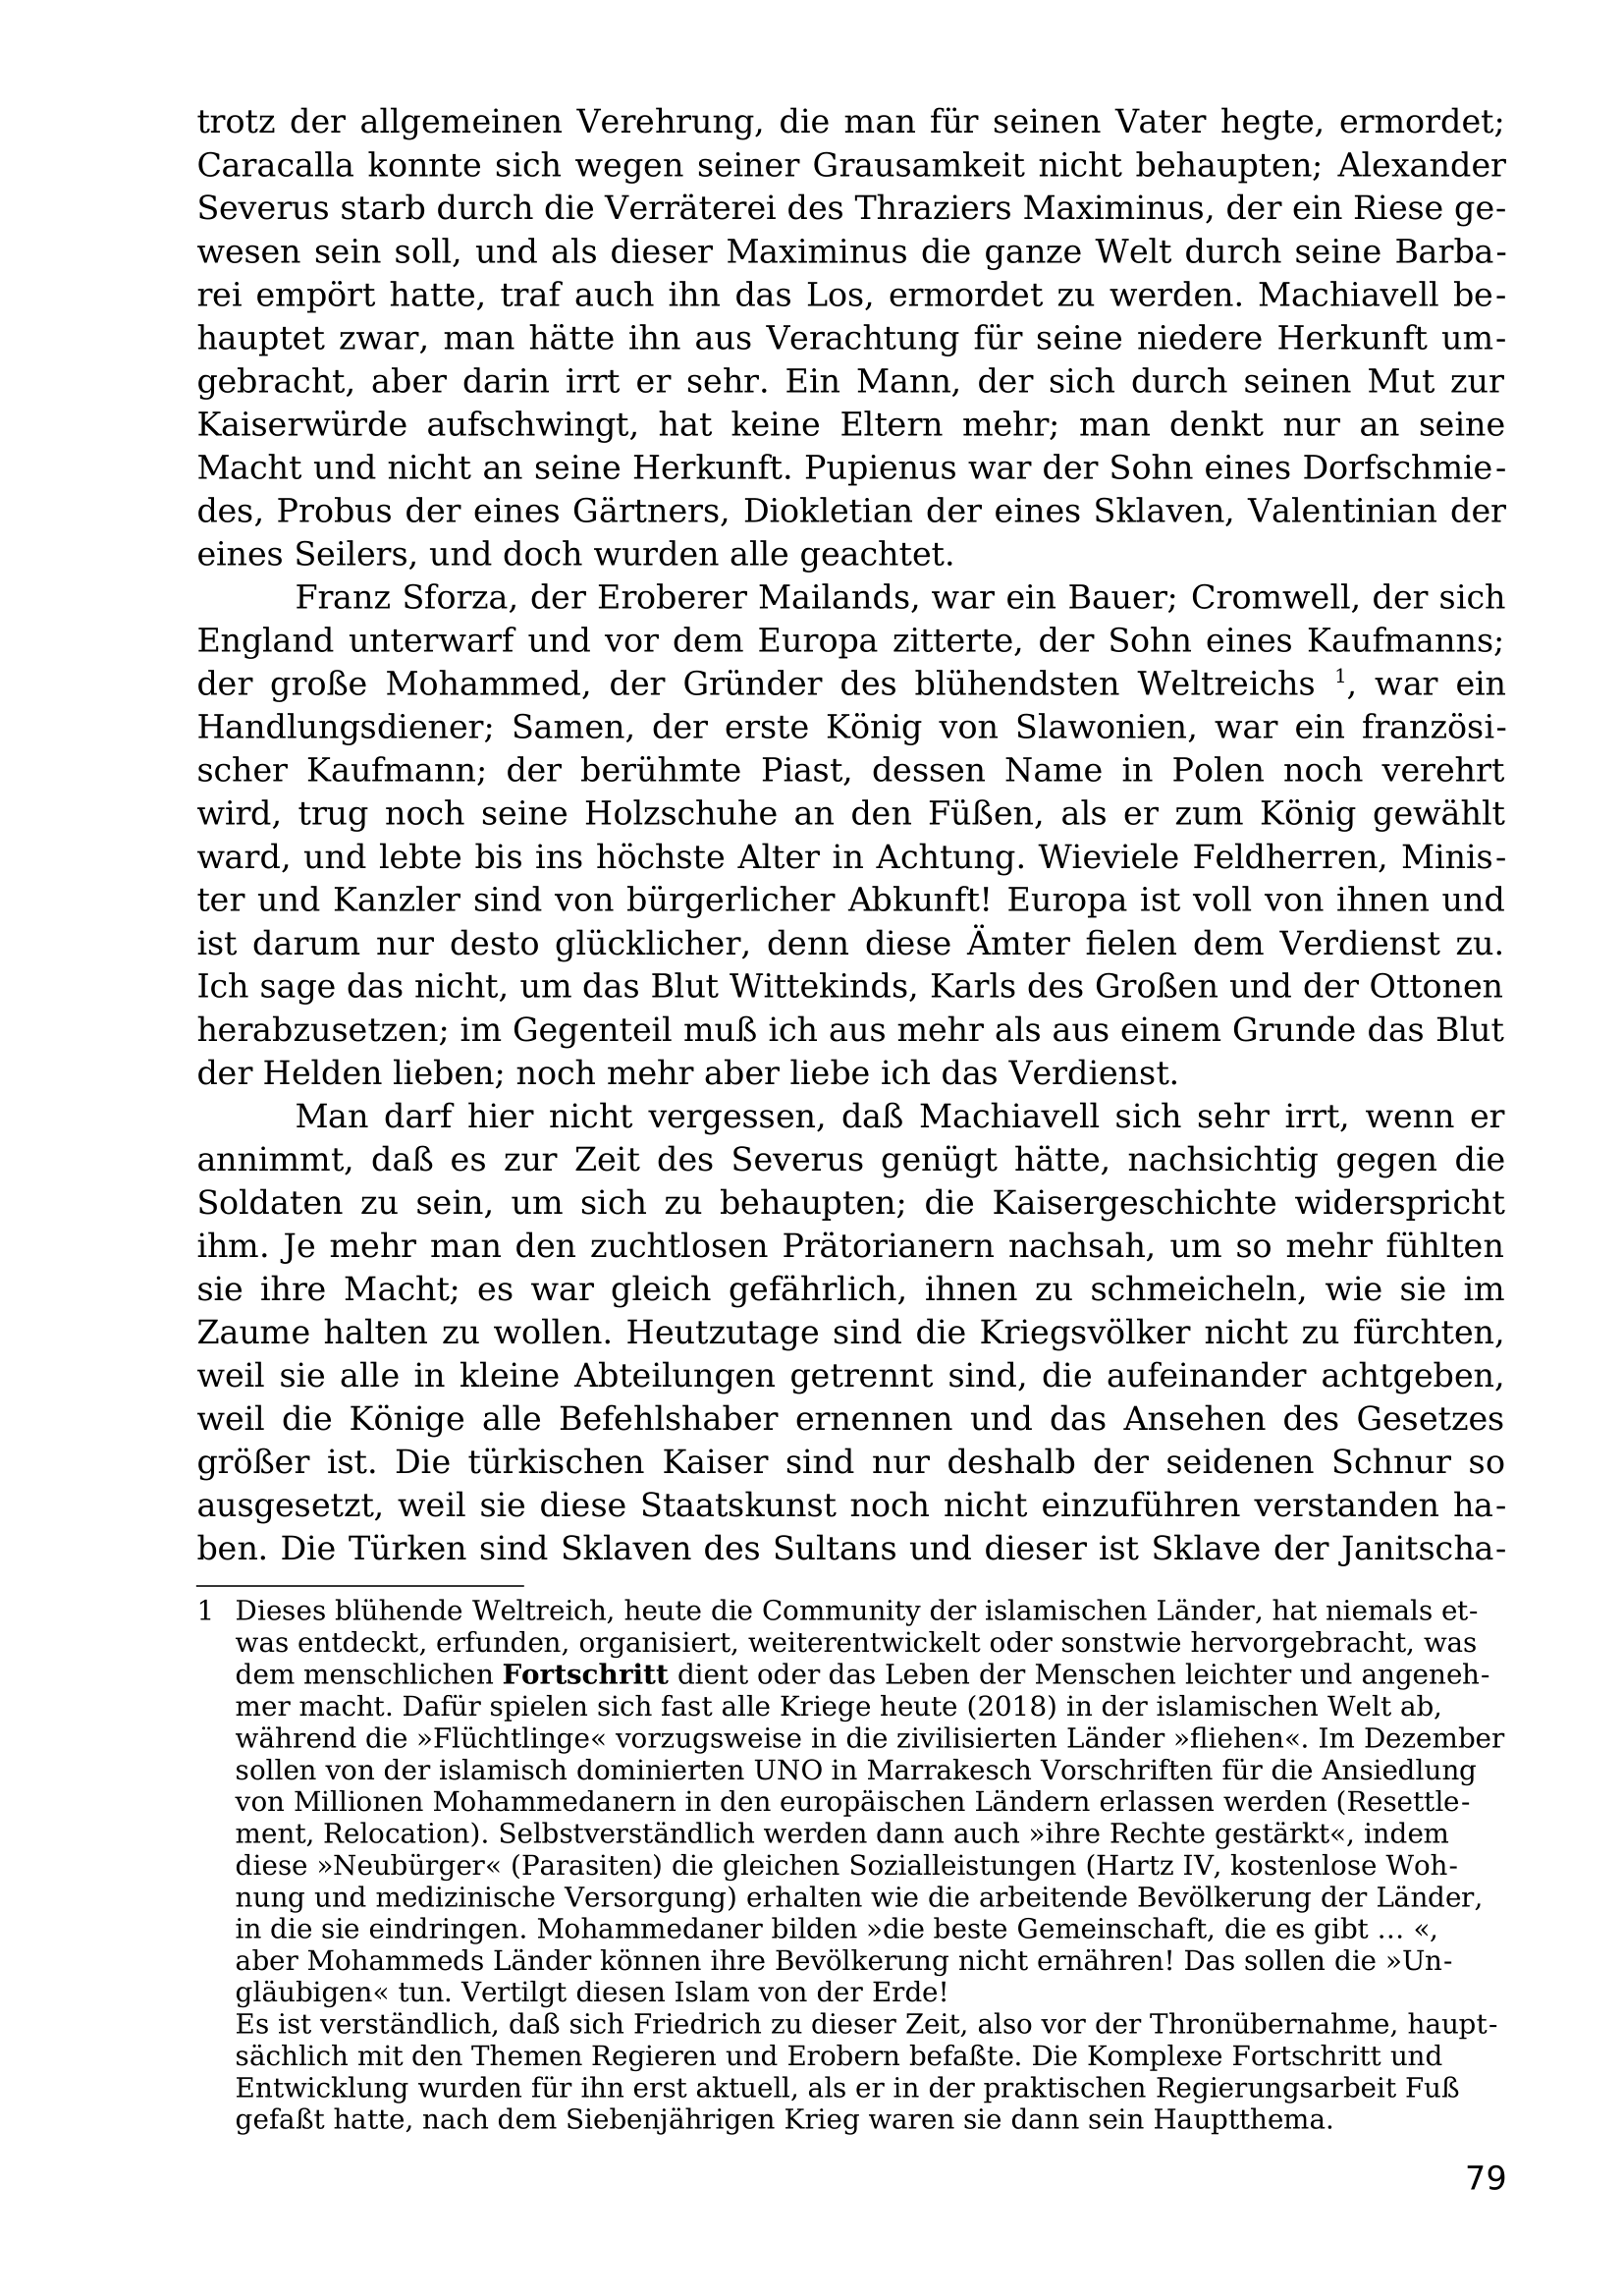 trotz der allgemeinen Verehrung, die man für seinen Vater hegte, ermordet;
Caracalla konnte sich wegen seiner Grausamkeit nicht behaupten; Alexander
Severus starb durch die Verräterei des Thraziers Maximinus, der ein Riese ge-
wesen sein soll, und als dieser Maximinus die ganze Welt durch seine Barba-
rei empört hatte, traf auch ihn das Los, ermordet zu werden. Machiavell be-
hauptet zwar, man hätte ihn aus Verachtung für seine niedere Herkunft um-
gebracht, aber darin irrt er sehr. Ein Mann, der sich durch seinen Mut zur
Kaiserwürde aufschwingt, hat keine Eltern mehr; man denkt nur an seine
Macht und nicht an seine Herkunft. Pupienus war der Sohn eines Dorfschmie-
des, Probus der eines Gärtners, Diokletian der eines Sklaven, Valentinian der
eines Seilers, und doch wurden alle geachtet.
Franz Sforza, der Eroberer Mailands, war ein Bauer; Cromwell, der sich
England unterwarf und vor dem Europa zitterte, der Sohn eines Kaufmanns;
der große Mohammed, der Gründer des blühendsten Weltreichs 1, war ein
Handlungsdiener; Samen, der erste König von Slawonien, war ein französi-
scher Kaufmann; der berühmte Piast, dessen Name in Polen noch verehrt
wird, trug noch seine Holzschuhe an den Füßen, als er zum König gewählt
ward, und lebte bis ins höchste Alter in Achtung. Wieviele Feldherren, Minis-
ter und Kanzler sind von bürgerlicher Abkunft! Europa ist voll von ihnen und
ist darum nur desto glücklicher, denn diese Ämter fielen dem Verdienst zu.
Ich sage das nicht, um das Blut Wittekinds, Karls des Großen und der Ottonen
herabzusetzen; im Gegenteil muß ich aus mehr als aus einem Grunde das Blut
der Helden lieben; noch mehr aber liebe ich das Verdienst.
Man darf hier nicht vergessen, daß Machiavell sich sehr irrt, wenn er
annimmt, daß es zur Zeit des Severus genügt hätte, nachsichtig gegen die
Soldaten zu sein, um sich zu behaupten; die Kaisergeschichte widerspricht
ihm. Je mehr man den zuchtlosen Prätorianern nachsah, um so mehr fühlten
sie ihre Macht; es war gleich gefährlich, ihnen zu schmeicheln, wie sie im
Zaume halten zu wollen. Heutzutage sind die Kriegsvölker nicht zu fürchten,
weil sie alle in kleine Abteilungen getrennt sind, die aufeinander achtgeben,
weil die Könige alle Befehlshaber ernennen und das Ansehen des Gesetzes
größer ist. Die türkischen Kaiser sind nur deshalb der seidenen Schnur so
ausgesetzt, weil sie diese Staatskunst noch nicht einzuführen verstanden ha-
ben. Die Türken sind Sklaven des Sultans und dieser ist Sklave der Janitscha-
1 Dieses blühende Weltreich, heute die Community der islamischen Länder, hat niemals et-
was entdeckt, erfunden, organisiert, weiterentwickelt oder sonstwie hervorgebracht, was
dem menschlichen Fortschritt dient oder das Leben der Menschen leichter und angeneh-
mer macht. Dafür spielen sich fast alle Kriege heute (2018) in der islamischen Welt ab,
während die »Flüchtlinge« vorzugsweise in die zivilisierten Länder »fliehen«. Im Dezember
sollen von der islamisch dominierten UNO in Marrakesch Vorschriften für die Ansiedlung
von Millionen Mohammedanern in den europäischen Ländern erlassen werden (Resettle-
ment, Relocation). Selbstverständlich werden dann auch »ihre Rechte gestärkt«, indem
diese »Neubürger« (Parasiten) die gleichen Sozialleistungen (Hartz IV, kostenlose Woh-
nung und medizinische Versorgung) erhalten wie die arbeitende Bevölkerung der Länder,
in die sie eindringen. Mohammedaner bilden »die beste Gemeinschaft, die es gibt … «,
aber Mohammeds Länder können ihre Bevölkerung nicht ernähren! Das sollen die »Un-
gläubigen« tun. Vertilgt diesen Islam von der Erde!
Es ist verständlich, daß sich Friedrich zu dieser Zeit, also vor der Thronübernahme, haupt-
sächlich mit den Themen Regieren und Erobern befaßte. Die Komplexe Fortschritt und
Entwicklung wurden für ihn erst aktuell, als er in der praktischen Regierungsarbeit Fuß
gefaßt hatte, nach dem Siebenjährigen Krieg waren sie dann sein Hauptthema.
79